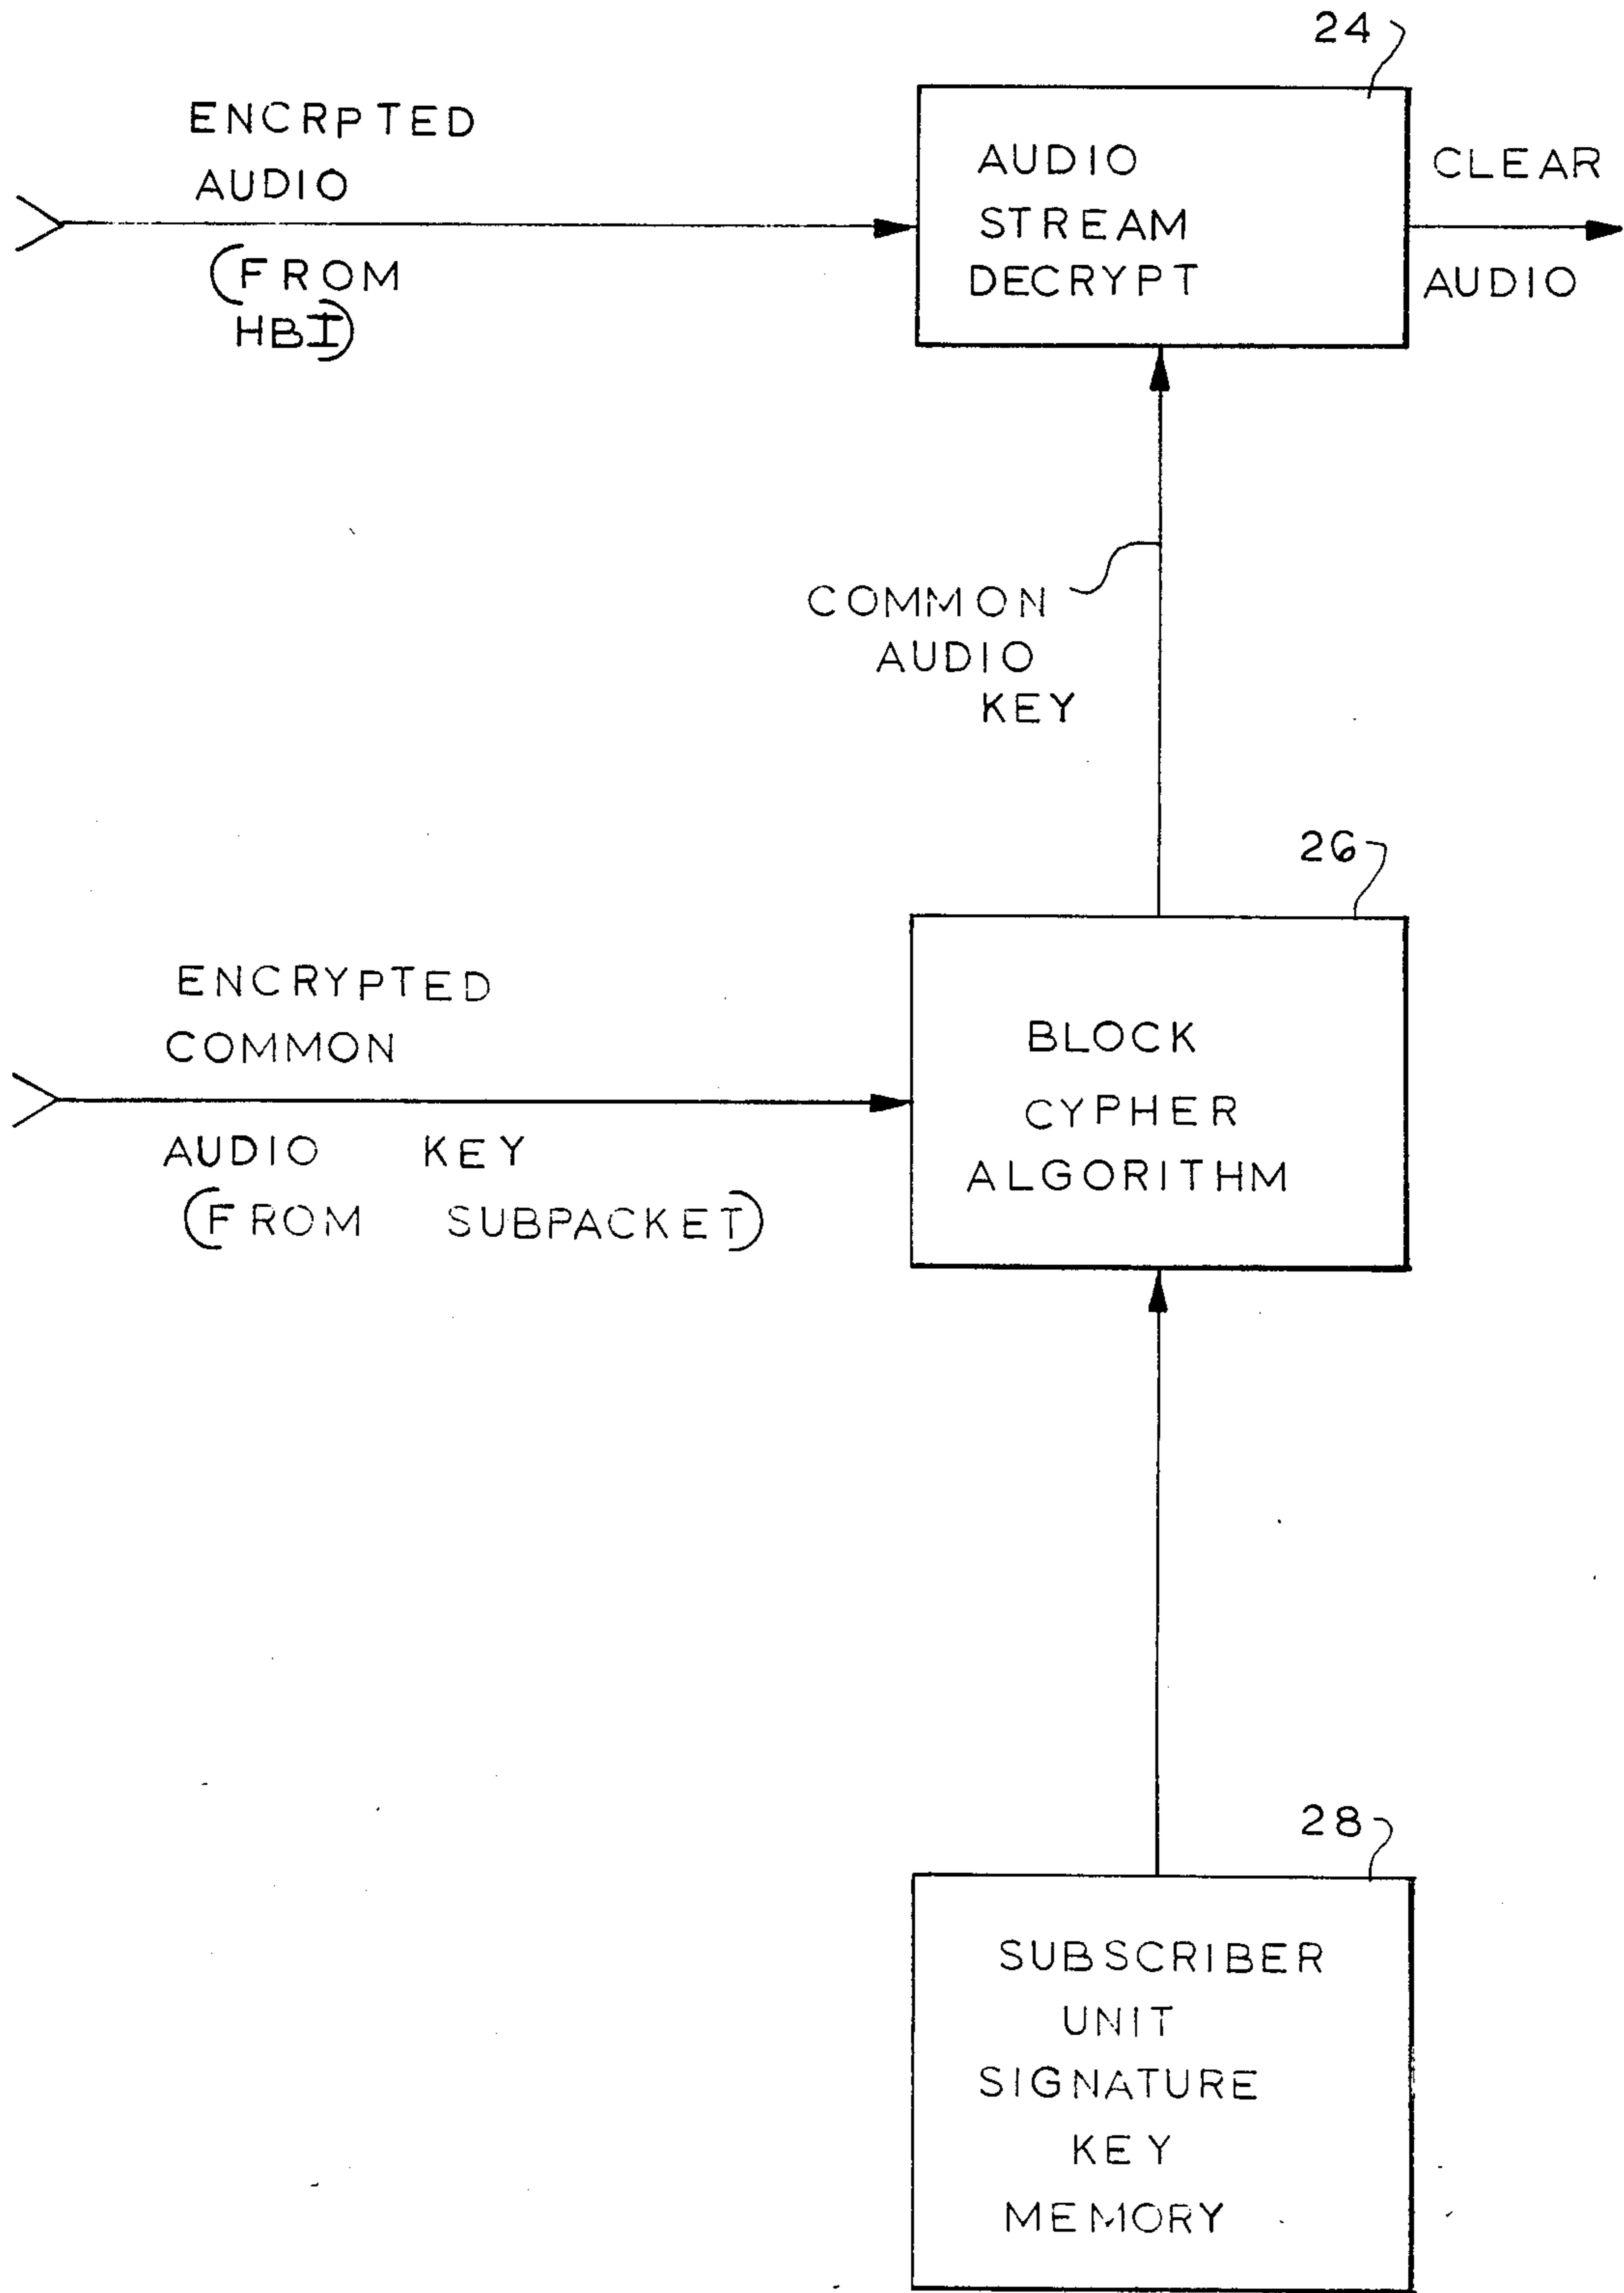 24
ENCRPTED
AUDIO
(FROM
HBI)
AUDIO
STREAM
DECRYPT
CLEAR
AUDIO
COMMON
AUDIO
KEY
26
ENCRYPTED
COMMON
AUDIO KEY
(FROM SUBPACKET)
BLOCK
CYPHER
ALGORITHM
28
SUBSCRIBER
UNIT
SIGNATURE
KEY
MEMORY